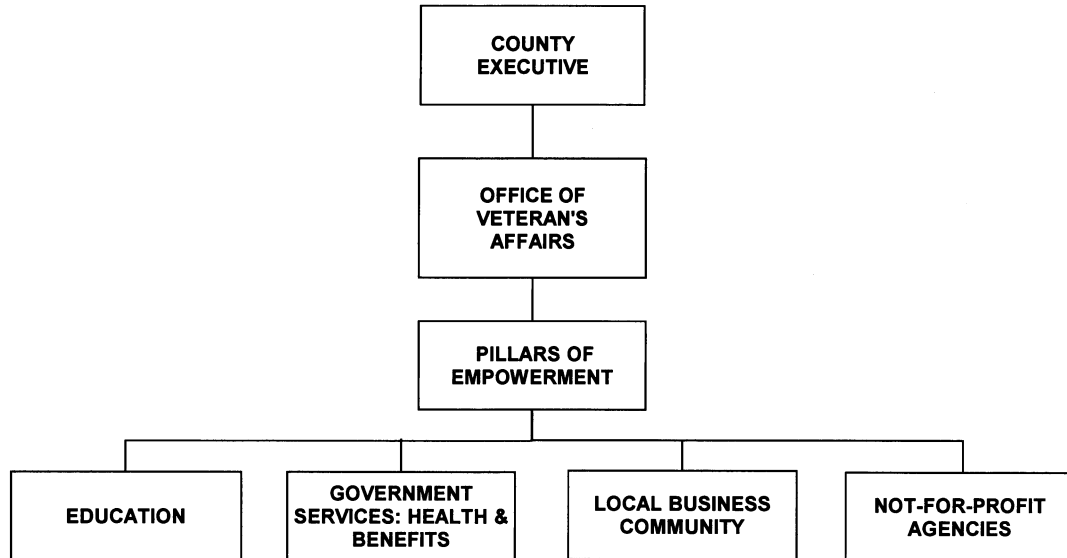 COUNTY
EXECUTIVE
OFFICE OF
VETERAN'S
AFFAIRS
PILLARS OF
EMPOWERMENT
EDUCATION
GOVERNMENT
SERVICES: HEALTH &
BENEFITS
LOCAL BUSINESS
COMMUNITY
NOT-FOR-PROFIT
AGENCIES